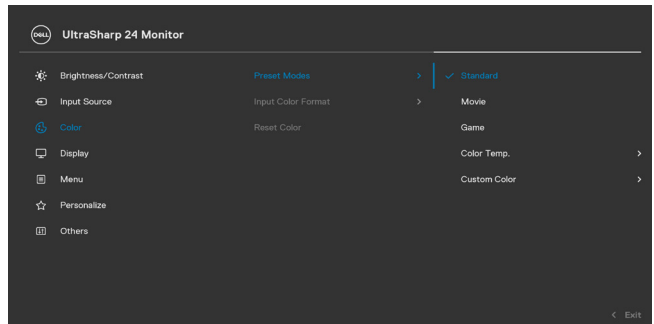 DELL UltraSharp 24 Monitor
Brightness/Contrast Preset Modes > ✓ Standard
Input Source Input Color Format > Movie
Color Reset Color Game
Display Color Temp. >
Menu Custom Color >
Personalize
Others
< Exit